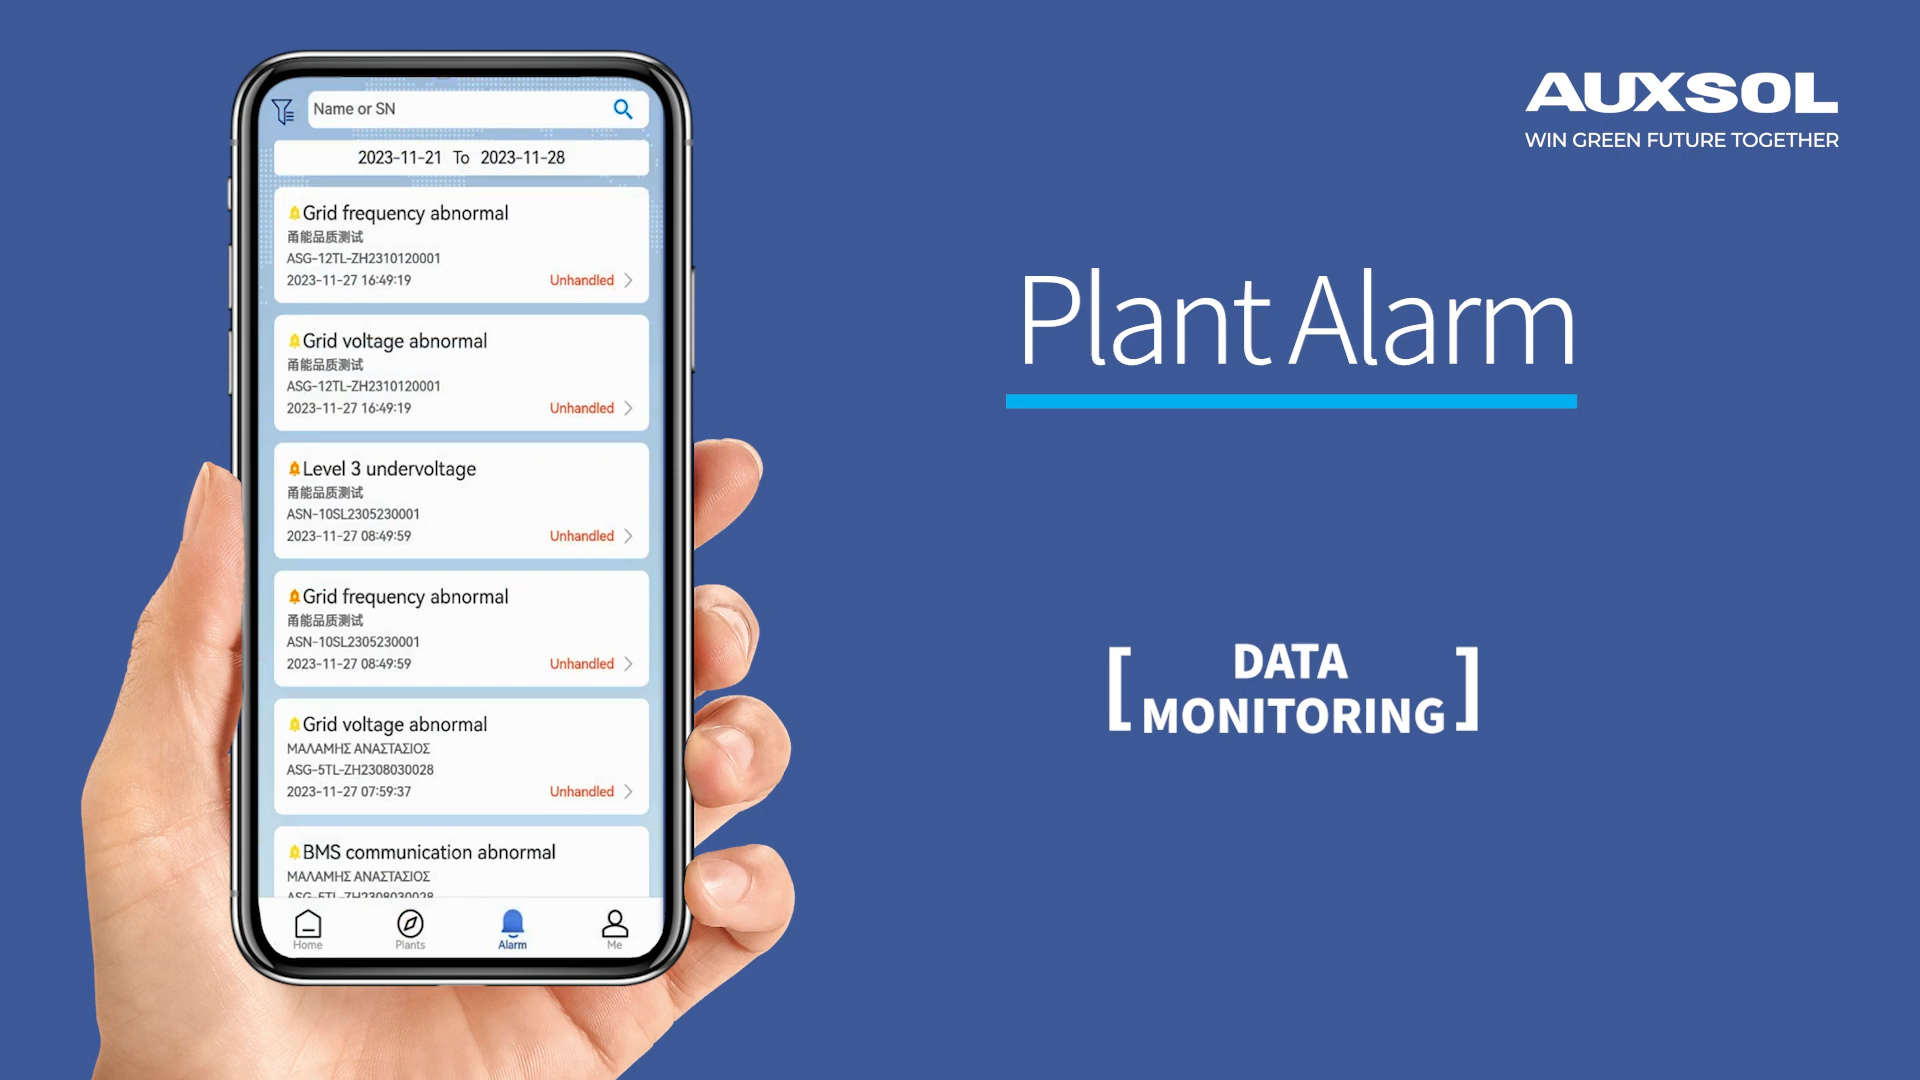 Name or SN
2023-11-21 To 2023-11-28
Grid frequency abnormal
甬能品质测试
ASG-12TL-ZH2310120001
2023-11-27 16:49:19
Unhandled
Grid voltage abnormal
甬能品质测试
ASG-12TL-ZH2310120001
2023-11-27 16:49:19
Unhandled
Level 3 undervoltage
甬能品质测试
ASN-10SL2305230001
2023-11-27 08:49:59
Unhandled
Grid frequency abnormal
甬能品质测试
ASN-10SL2305230001
2023-11-27 08:49:59
Unhandled
Grid voltage abnormal
ΜΑΛΑΜΗΣ ΑΝΑΣΤΑΣΙΟΣ
ASG-5TL-ZH2308030028
2023-11-27 07:59:37
Unhandled
BMS communication abnormal
ΜΑΛΑΜΗΣ ΑΝΑΣΤΑΣΙΟΣ
ASG-5TL-ZH2308030028
Home
Plants
Alarm
Me
AUXSOL
WIN GREEN FUTURE TOGETHER
Plant Alarm
[ DATA
MONITORING ]